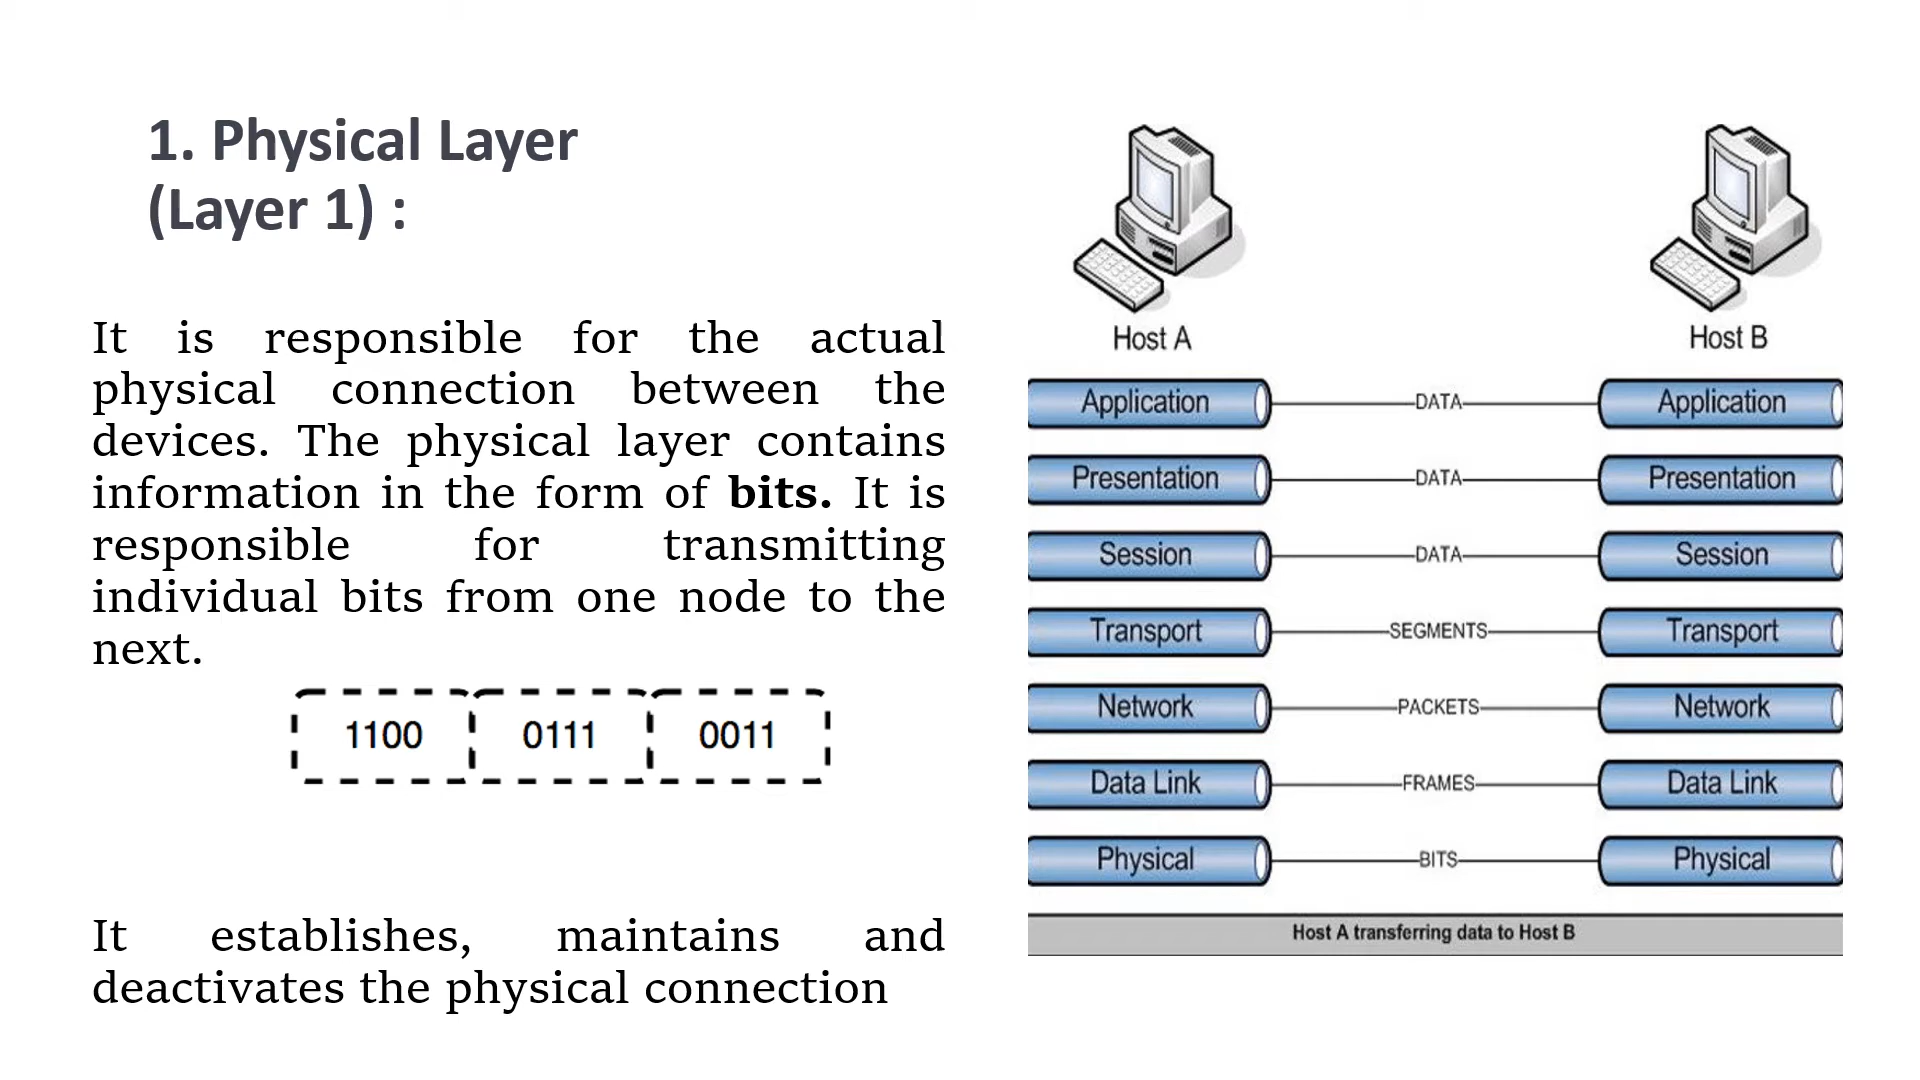 1. Physical Layer
(Layer 1) :
It is responsible for the actual
physical connection between the
devices. The physical layer contains
information in the form of bits. It is
responsible for transmitting
individual bits from one node to the
next.
1100 0111 0011
It establishes, maintains and
deactivates the physical connection
Host A Host B
Application DATA Application
Presentation DATA Presentation
Session DATA Session
Transport SEGMENTS Transport
Network PACKETS Network
Data Link FRAMES Data Link
Physical BITS Physical
Host A transferring data to Host B